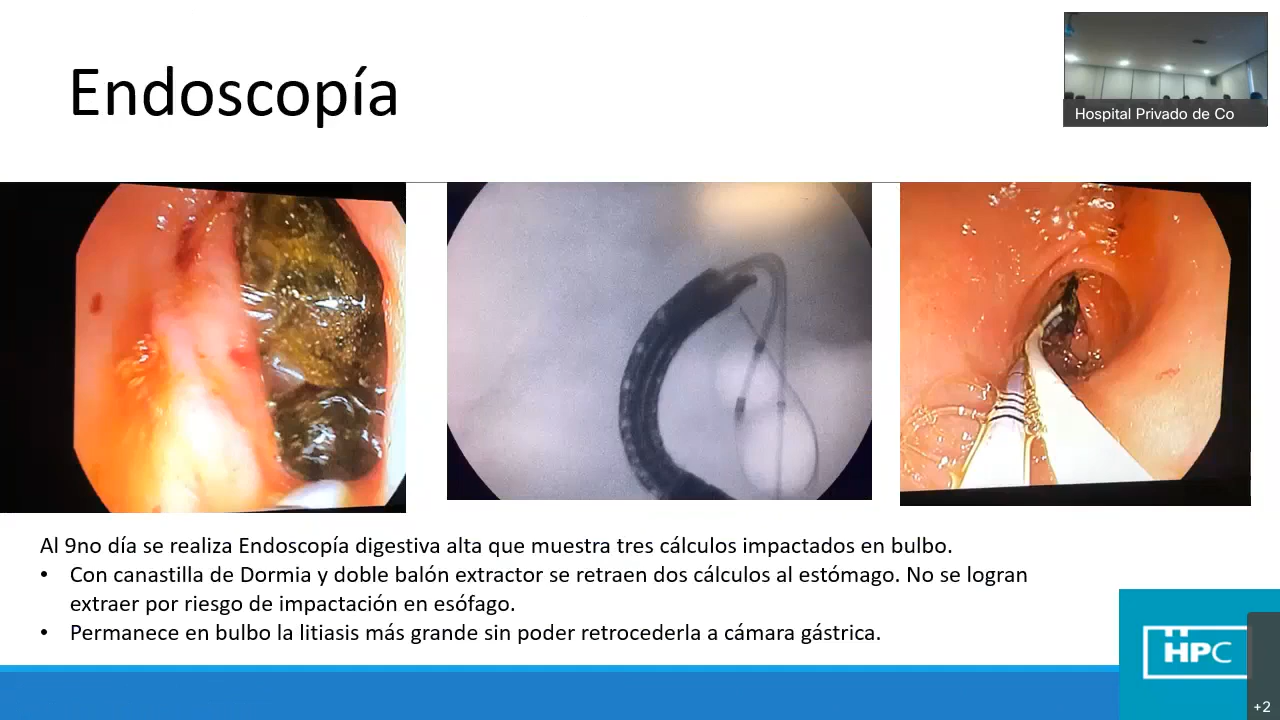 Endoscopía
Hospital Privado de Co
Al 9no día se realiza Endoscopía digestiva alta que muestra tres cálculos impactados en bulbo.
• Con canastilla de Dormia y doble balón extractor se retraen dos cálculos al estómago. No se logran
extraer por riesgo de impactación en esófago.
• Permanece en bulbo la litiasis más grande sin poder retrocederla a cámara gástrica.
HPC
+2